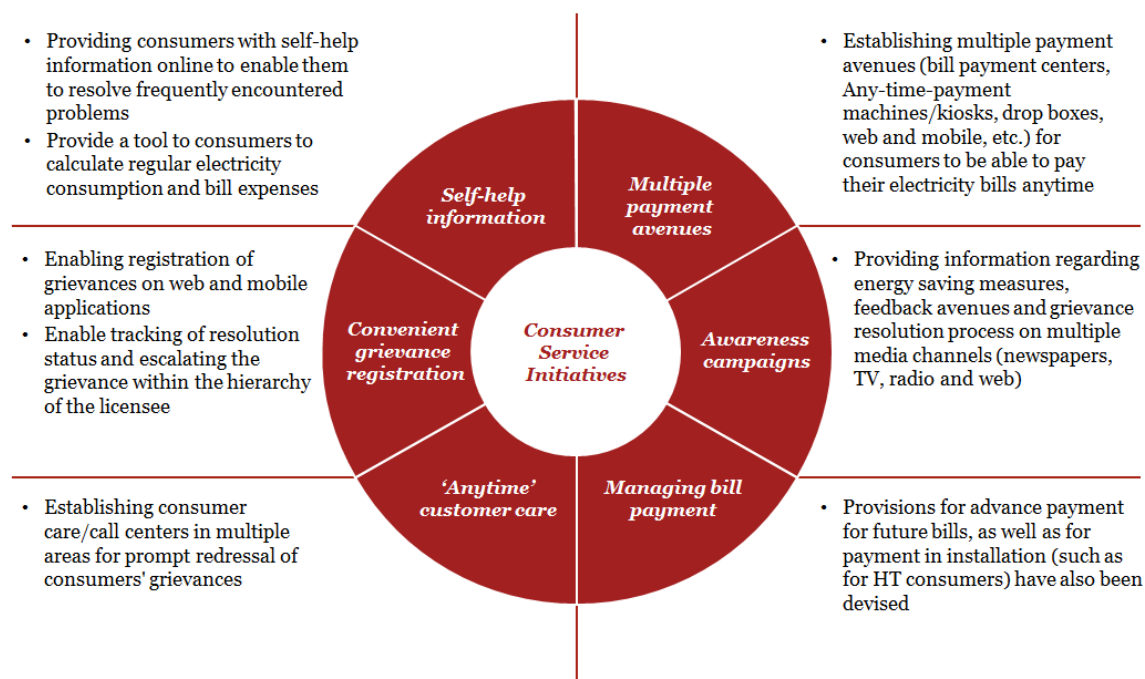 • Providing consumers with self-help
information online to enable them
to resolve frequently encountered
problems
• Provide a tool to consumers to
calculate regular electricity
consumption and bill expenses
• Establishing multiple payment
avenues (bill payment centers,
Any-time-payment
machines/kiosks, drop boxes,
web and mobile, etc.) for
consumers to be able to pay
their electricity bills anytime
Self-help
information
Multiple
payment
avenues
• Enabling registration of
grievances on web and mobile
applications
• Enable tracking of resolution
status and escalating the
grievance within the hierarchy
of the licensee
Convenient
grievance
registration
Consumer
Service
Initiatives
Awareness
campaigns
• Providing information regarding
energy saving measures,
feedback avenues and grievance
resolution process on multiple
media channels (newspapers,
TV, radio and web)
‘Anytime’
customer care
Managing bill
payment
• Establishing consumer
care/call centers in multiple
areas for prompt redressal of
consumers' grievances
• Provisions for advance payment
for future bills, as well as for
payment in installation (such as
for HT consumers) have also been
devised